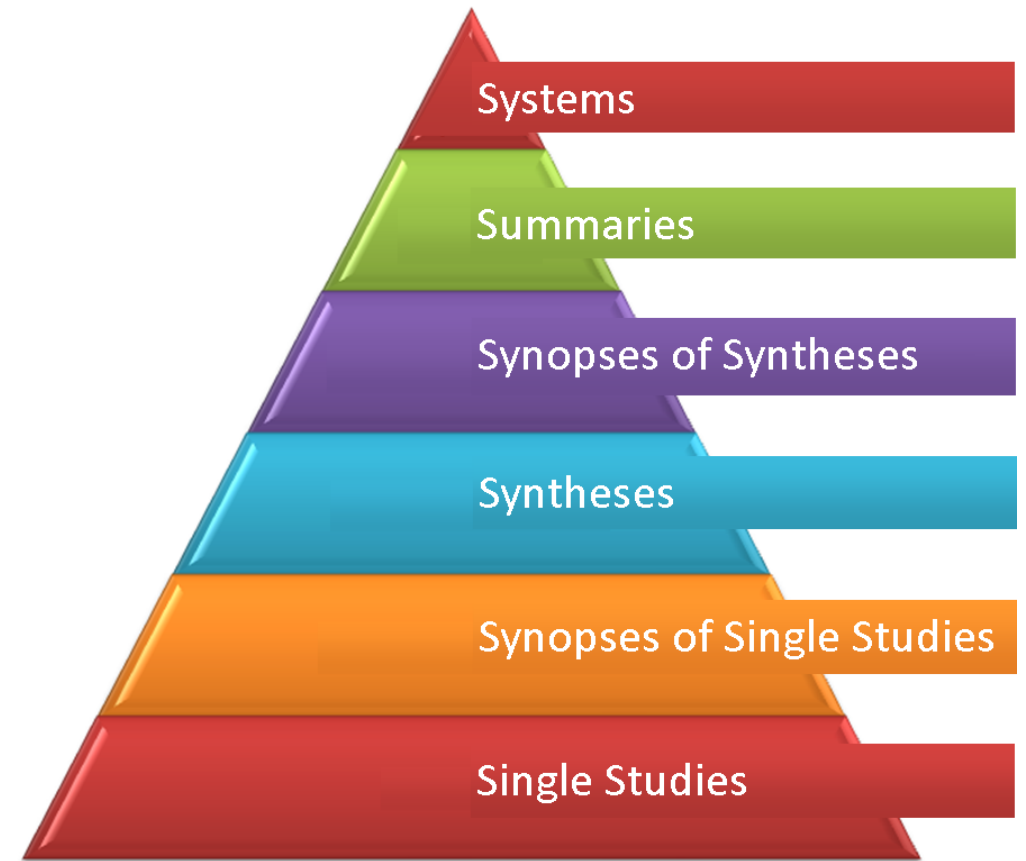 Systems
Summaries
Synopses of Syntheses
Syntheses
Synopses of Single Studies
Single Studies